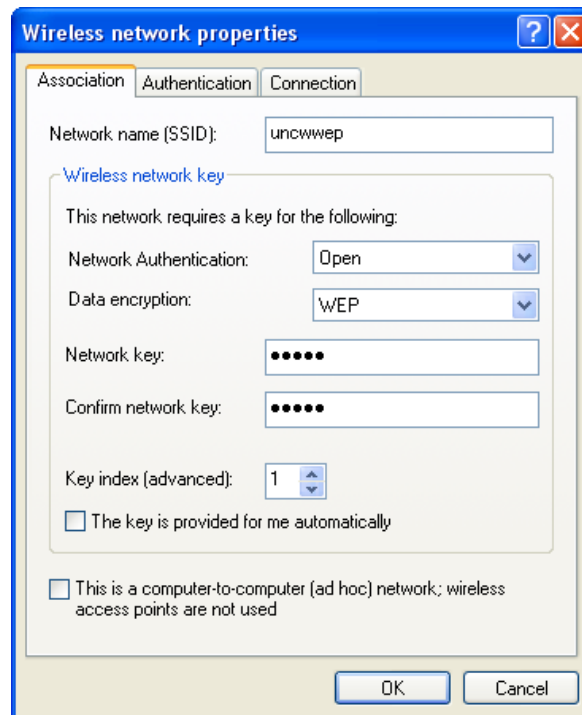 Wireless network properties
Association Authentication Connection
Network name (SSID): uncwwep
Wireless network key
This network requires a key for the following:
Network Authentication: Open
Data encryption: WEP
Network key: •••••
Confirm network key: •••••
Key index (advanced): 1
The key is provided for me automatically
This is a computer-to-computer (ad hoc) network; wireless
access points are not used
OK Cancel